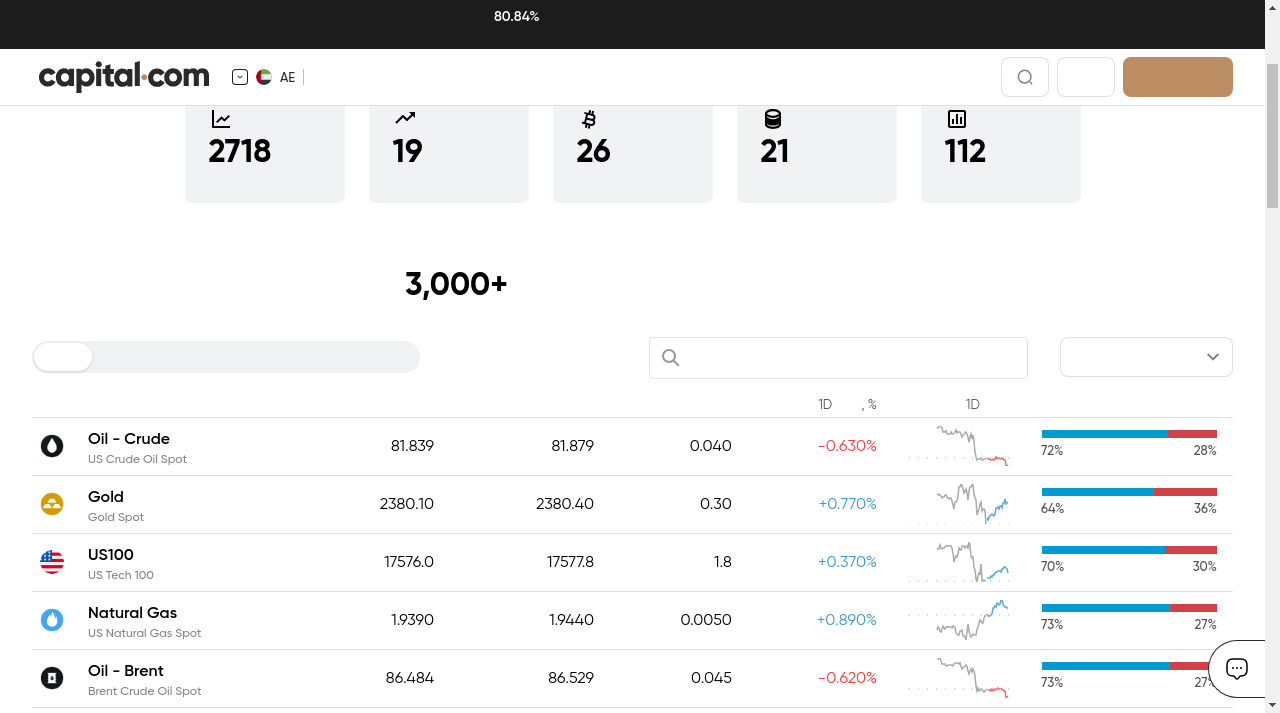 80.84%
capital.com
AE
2718 19 26 21 112
3,000+
1D , % 1D
Oil - Crude 81.839 81.879 0.040 -0.630%
US Crude Oil Spot 72% 28%
Gold 2380.10 2380.40 0.30 +0.770%
Gold Spot 64% 36%
US100 17576.0 17577.8 1.8 +0.370%
US Tech 100 70% 30%
Natural Gas 1.9390 1.9440 0.0050 +0.890%
US Natural Gas Spot 73% 27%
Oil - Brent 86.484 86.529 0.045 -0.620%
Brent Crude Oil Spot 73% 27%